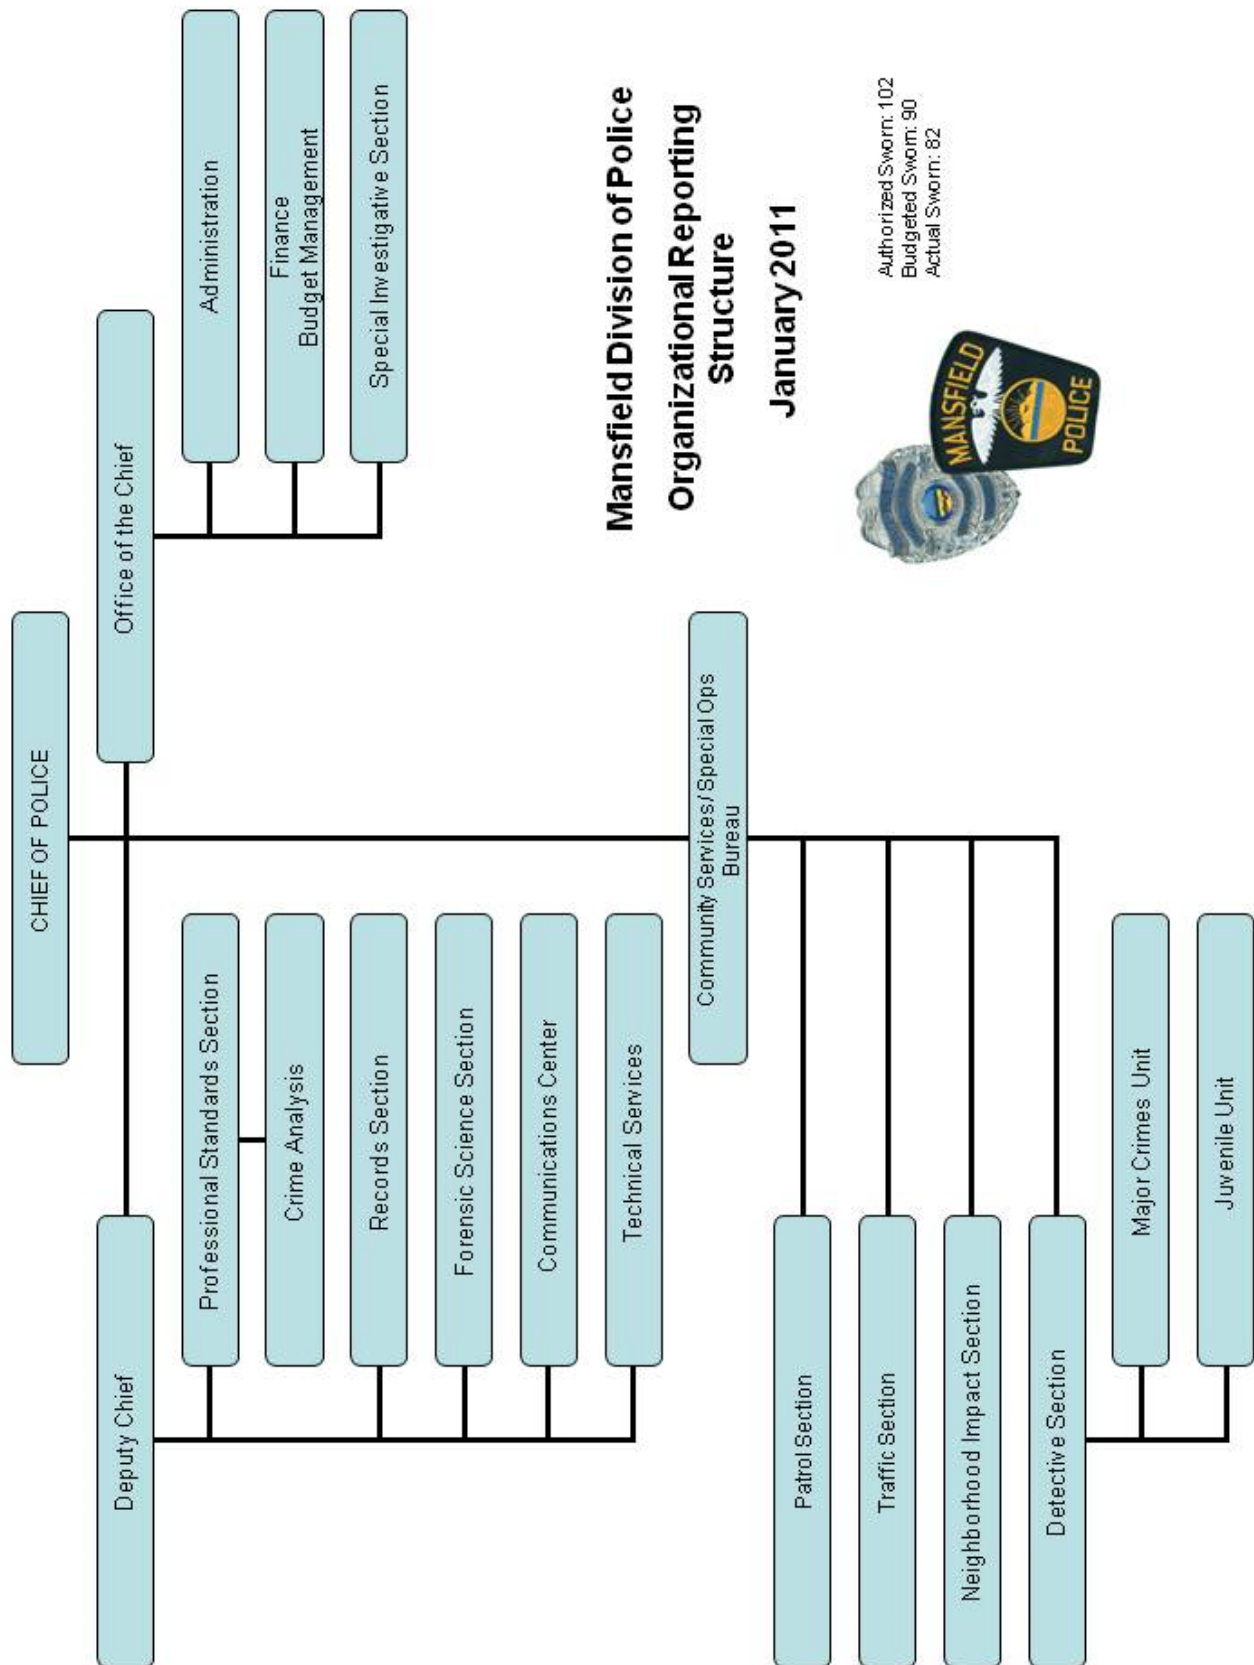 CHIEF OF POLICE
Deputy Chief
Office of the Chief
Professional Standards Section
Crime Analysis
Records Section
Forensic Science Section
Communications Center
Technical Services
Administration
Finance
Budget Management
Special Investigative Section
Community Services/Special Ops
Bureau
Patrol Section
Traffic Section
Neighborhood Impact Section
Detective Section
Major Crimes Unit
Juvenile Unit
Mansfield Division of Police
Organizational Reporting
Structure
January 2011
MANSFIELD
POLICE
Authorized Sworn: 102
Budgeted Sworn: 90
Actual Sworn: 82